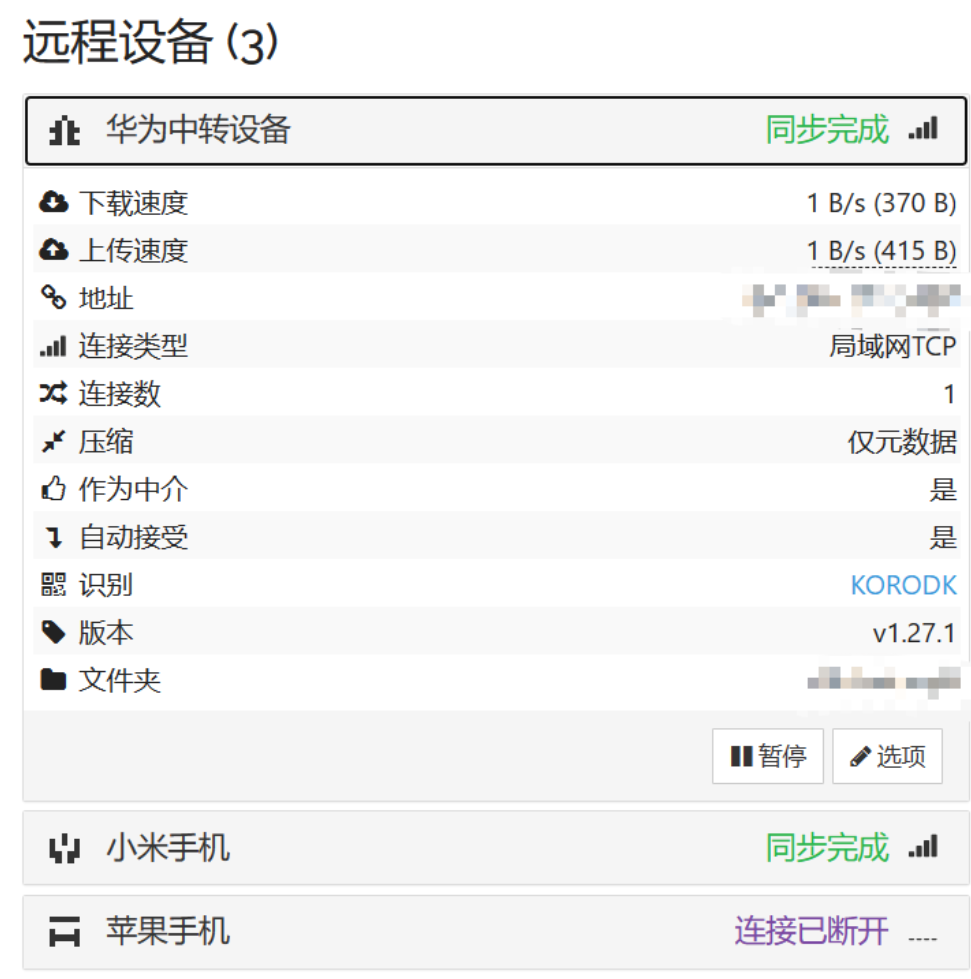 远程设备 (3)
华为中转设备 同步完成
下载速度 1 B/s (370 B)
上传速度 1 B/s (415 B)
地址
连接类型 局域网TCP
连接数 1
压缩 仅元数据
作为中介 是
自动接受 是
识别 KORODK
版本 v1.27.1
文件夹
暂停 选项
小米手机 同步完成
苹果手机 连接已断开